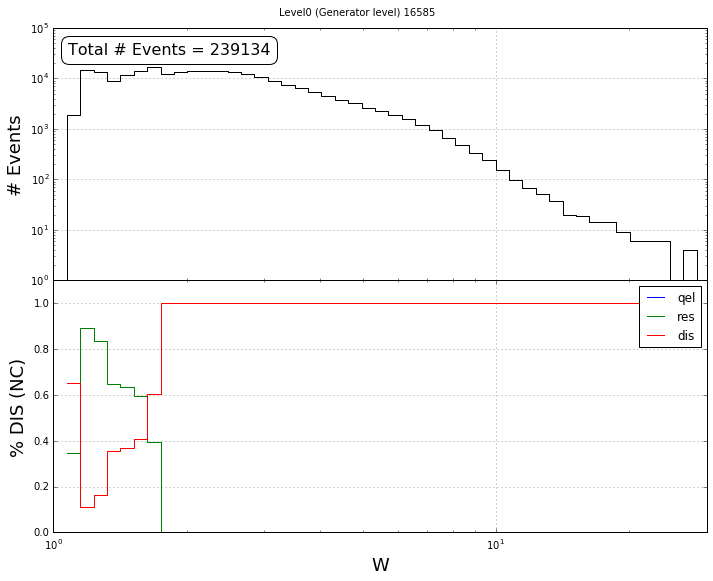 Level0 (Generator level) 16585
10^5
Total # Events = 239134
10^4
10^3
10^2
10^1
10^0
# Events
qel
res
dis
1.0
0.8
0.6
0.4
0.2
0.0
% DIS (NC)
10^0
10^1
W